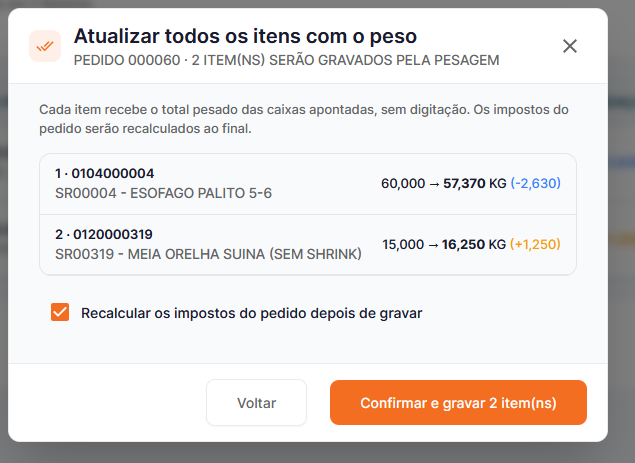 Atualizar todos os itens com o peso
PEDIDO 000060 · 2 ITEM(NS) SERÃO GRAVADOS PELA PESAGEM
Cada item recebe o total pesado das caixas apontadas, sem digitação. Os impostos do
pedido serão recalculados ao final.
1 · 0104000004
SR00004 - ESOFAGO PALITO 5-6
60,000 → 57,370 KG (-2,630)
2 · 0120000319
SR00319 - MEIA ORELHA SUINA (SEM SHRINK)
15,000 → 16,250 KG (+1,250)
Recalcular os impostos do pedido depois de gravar
Voltar
Confirmar e gravar 2 item(ns)